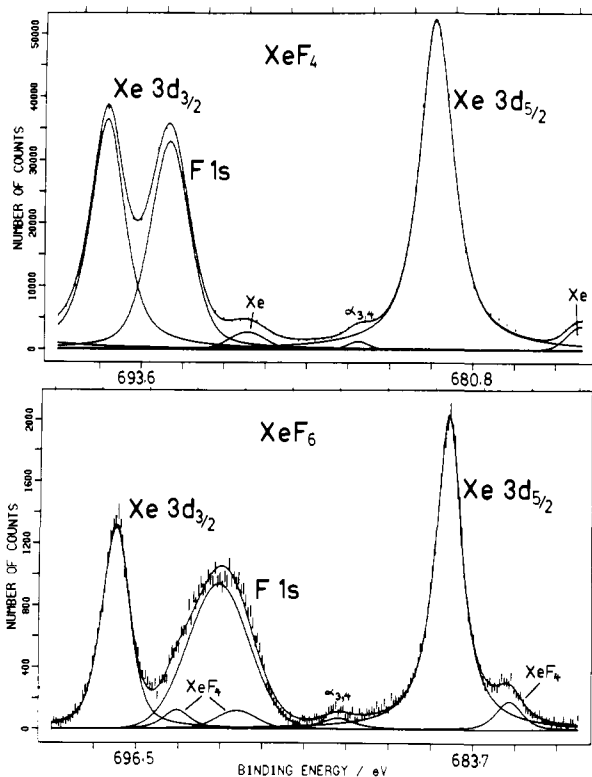 XeF4
Xe 3d3/2
F 1s
Xe 3d5/2
Xe
α3,4
Xe
NUMBER OF COUNTS
50000
40000
30000
20000
10000
0
693.6
680.8
XeF6
Xe 3d3/2
F 1s
Xe 3d5/2
XeF4
α3,4
XeF4
NUMBER OF COUNTS
2000
1600
1200
800
400
0
696.5
683.7
BINDING ENERGY / eV